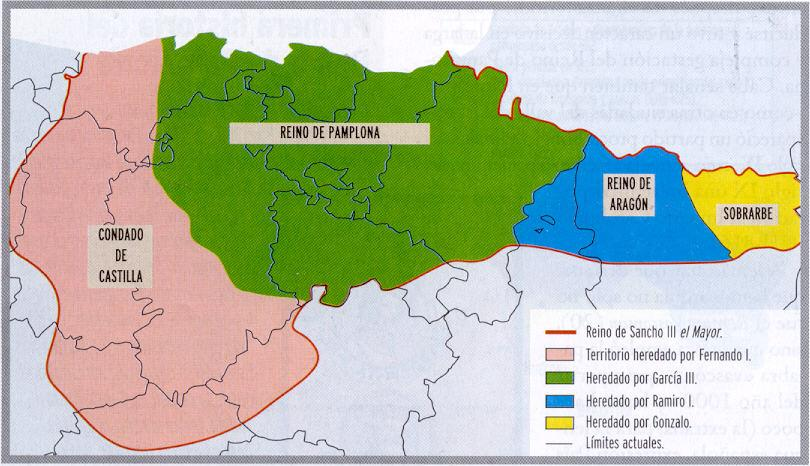 REINO DE PAMPLONA
CONDADO
DE
CASTILLA
REINO DE
ARAGÓN
SOBRARBE
Reino de Sancho III el Mayor.
Territorio heredado por Fernando I.
Heredado por García III.
Heredado por Ramiro I.
Heredado por Gonzalo.
Límites actuales.